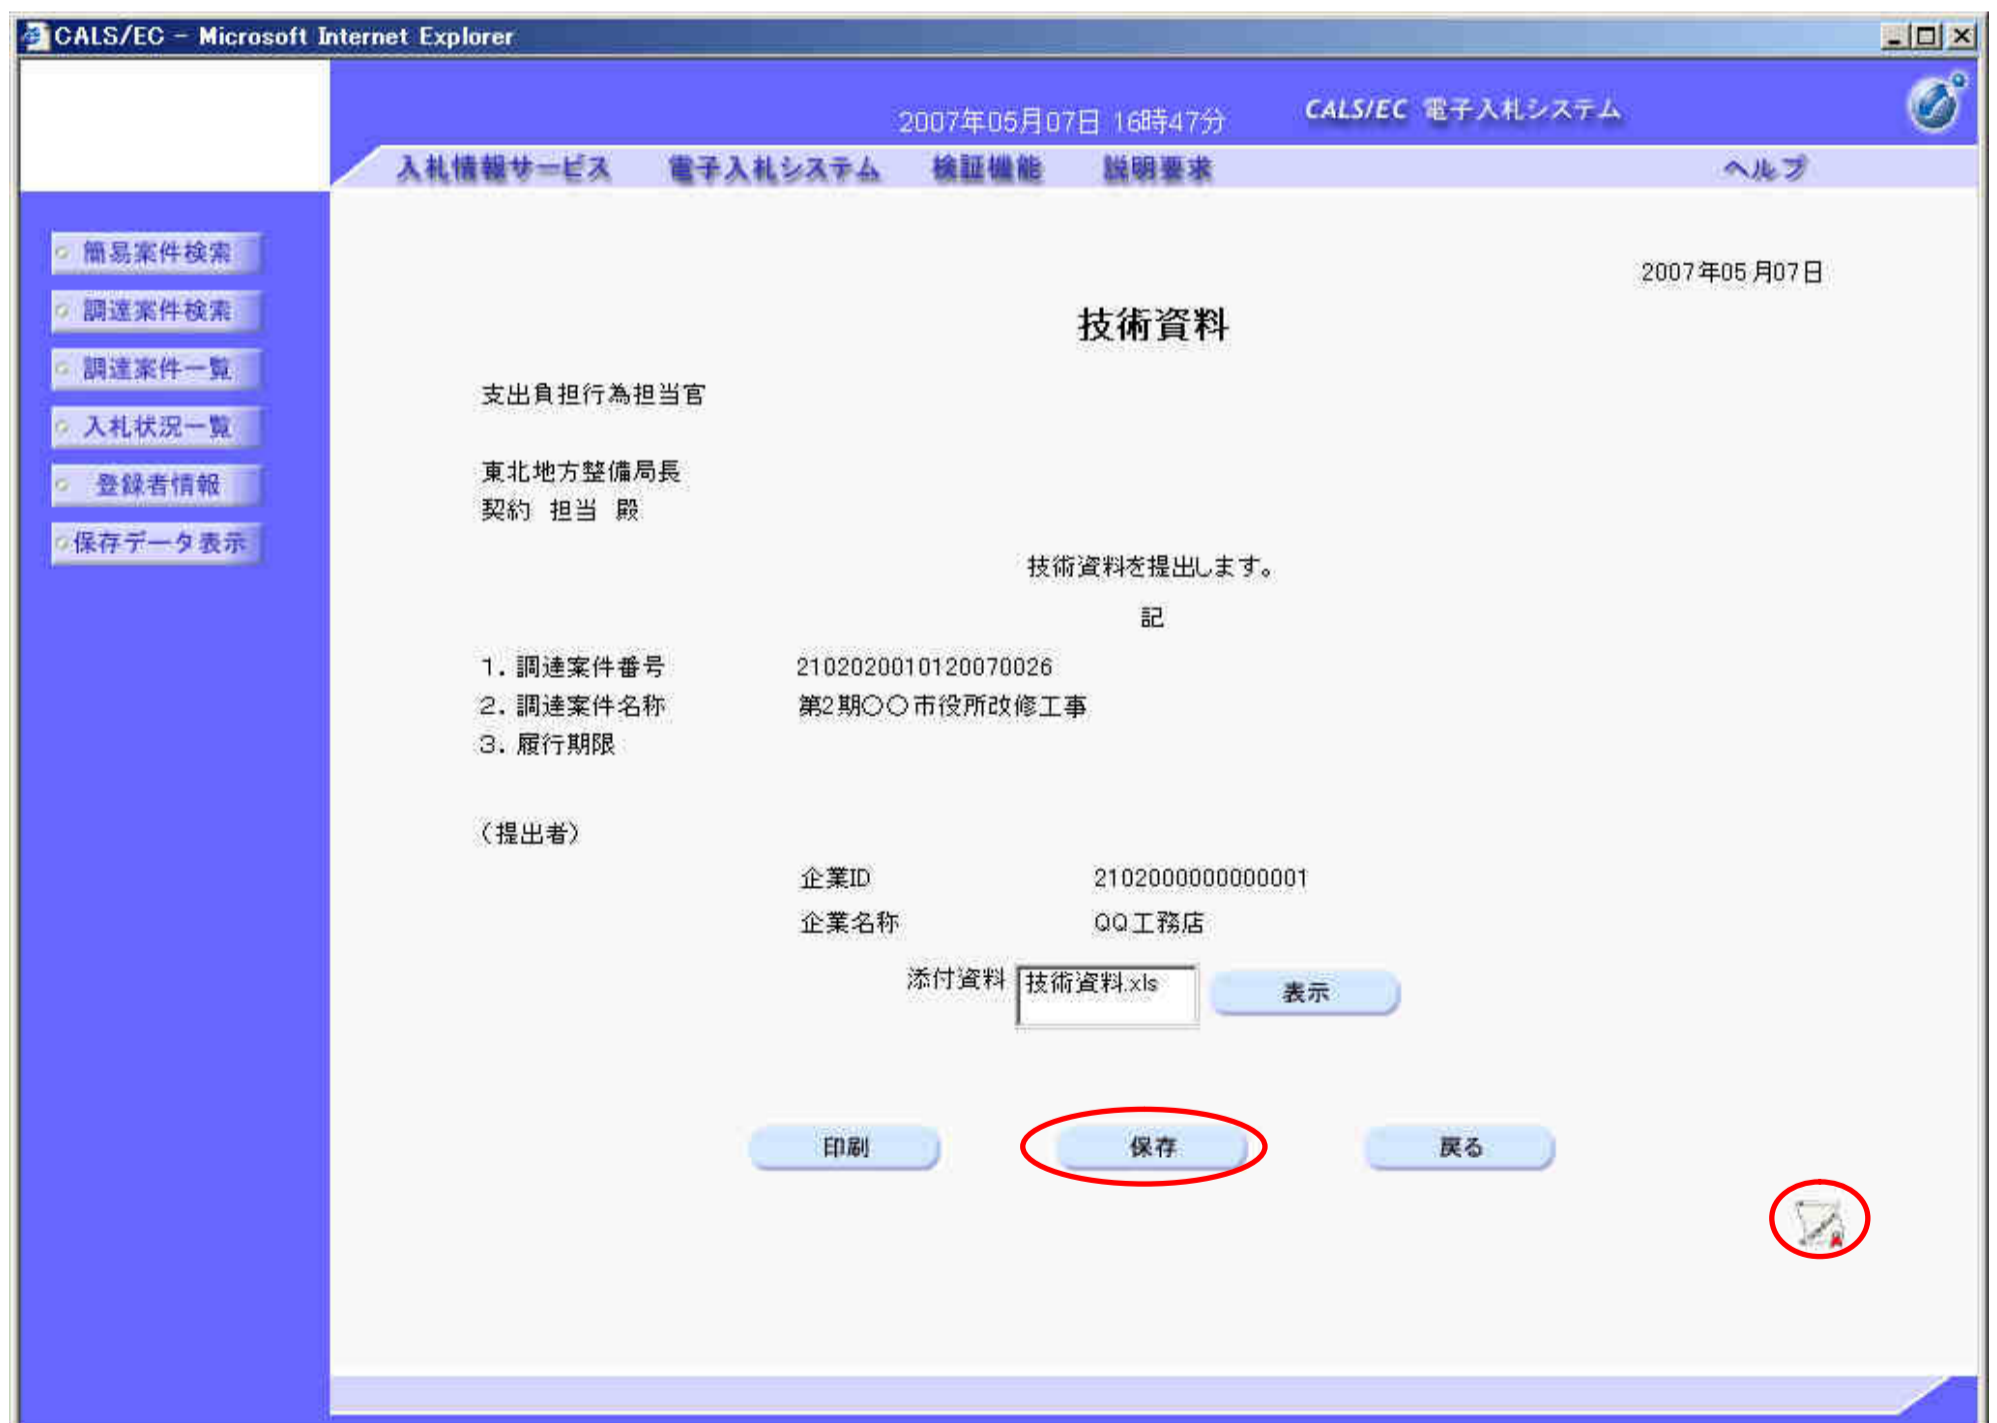 CALS/EC - Microsoft Internet Explorer
2007年05月07日 16時47分
CALS/EC 電子入札システム
入札情報サービス 電子入札システム 検証機能 説明要求 ヘルプ
簡易案件検索
調達案件検索
調達案件一覧
入札状況一覧
登録者情報
保存データ表示
2007年05月07日
技術資料
支出負担行為担当官
東北地方整備局長
契約 担当 殿
技術資料を提出します。
記
1. 調達案件番号 2102020010120070026
2. 調達案件名称 第2期○○市役所改修工事
3. 履行期限
（提出者）
企業ID 2102000000000001
企業名称 QQ工務店
添付資料 技術資料.xls 表示
印刷 保存 戻る